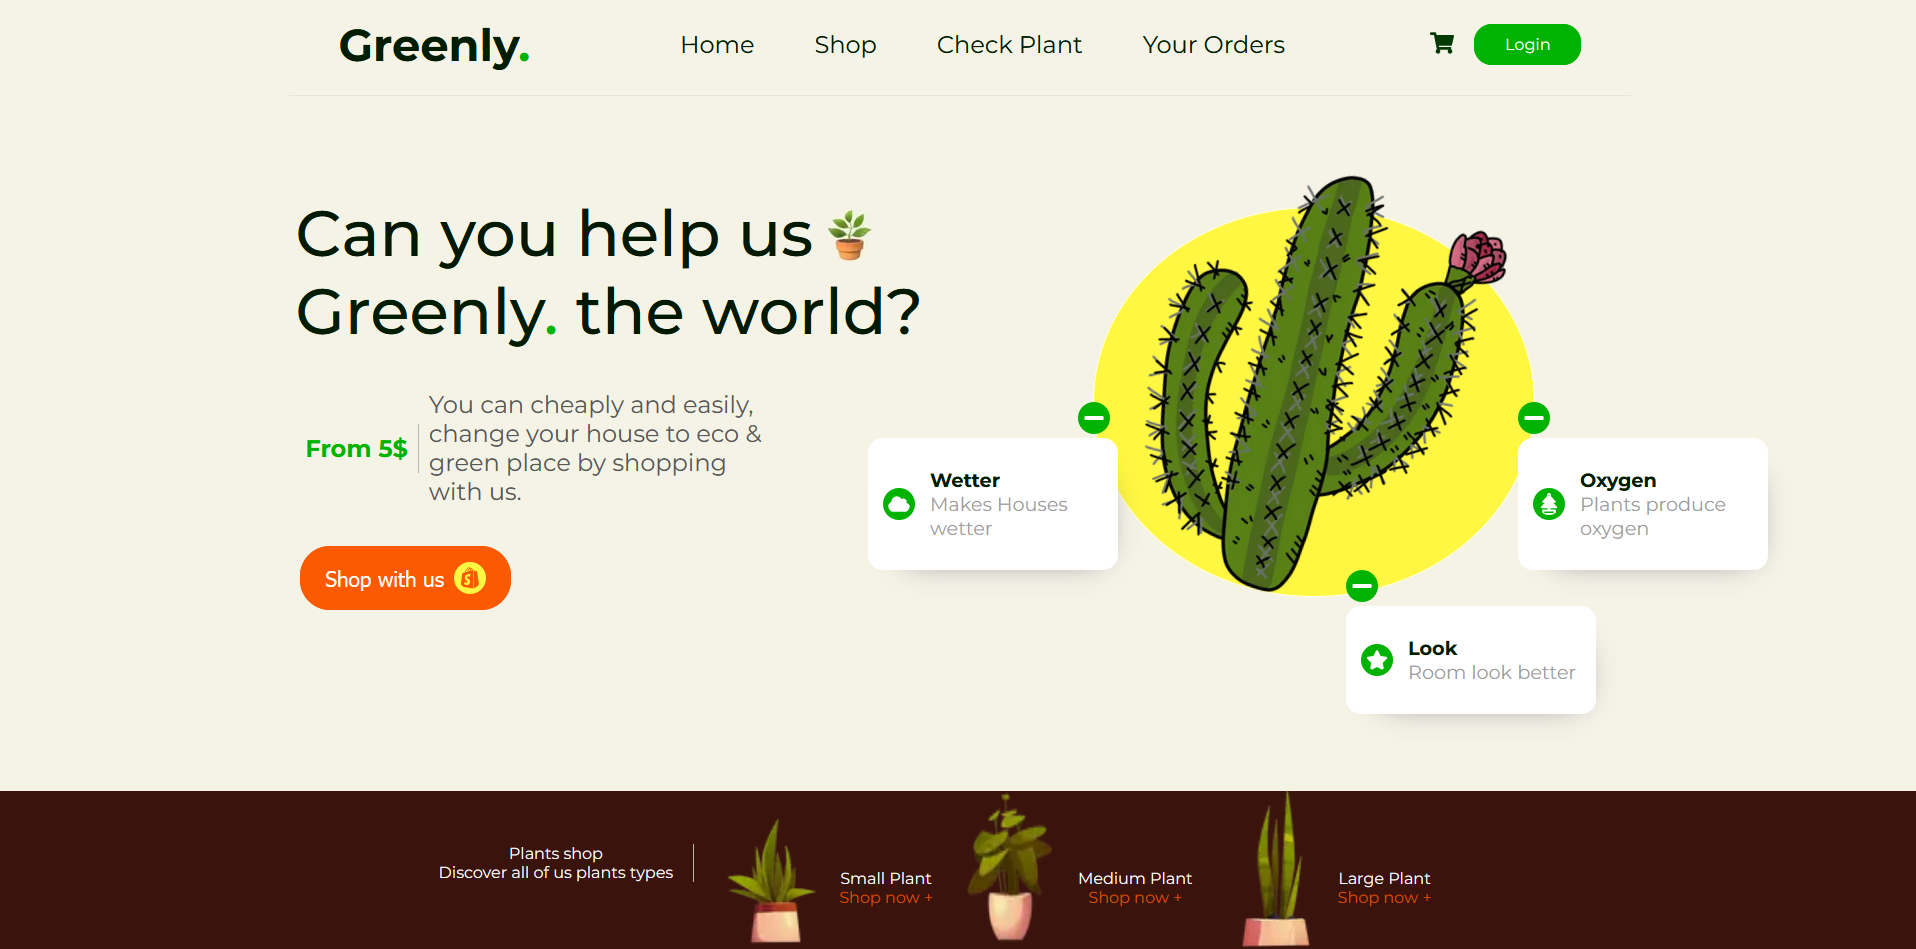 Greenly.
Home
Shop
Check Plant
Your Orders
Login
Can you help us
Greenly. the world?
From 5$
You can cheaply and easily,
change your house to eco &
green place by shopping
with us.
Shop with us
Wetter
Makes Houses
wetter
Oxygen
Plants produce
oxygen
Look
Room look better
Plants shop
Discover all of us plants types
Small Plant
Shop now +
Medium Plant
Shop now +
Large Plant
Shop now +